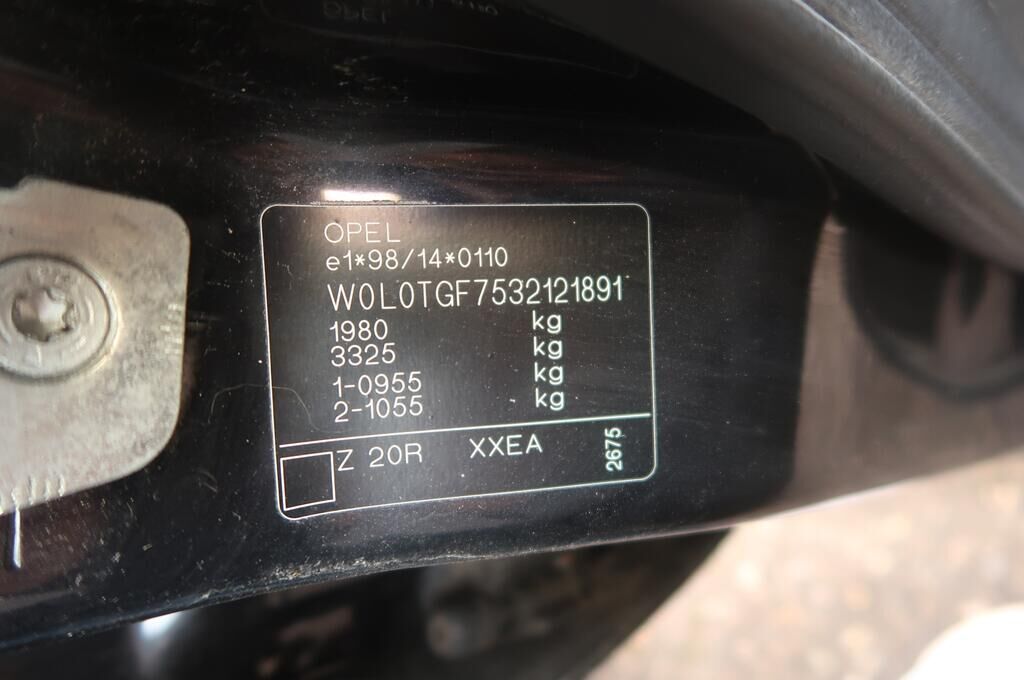 OPEL
e1*98/14*0110
W0L0TGF7532121891
1980 kg
3325 kg
1-0955 kg
2-1055 kg
Z 20R XXEA 2675